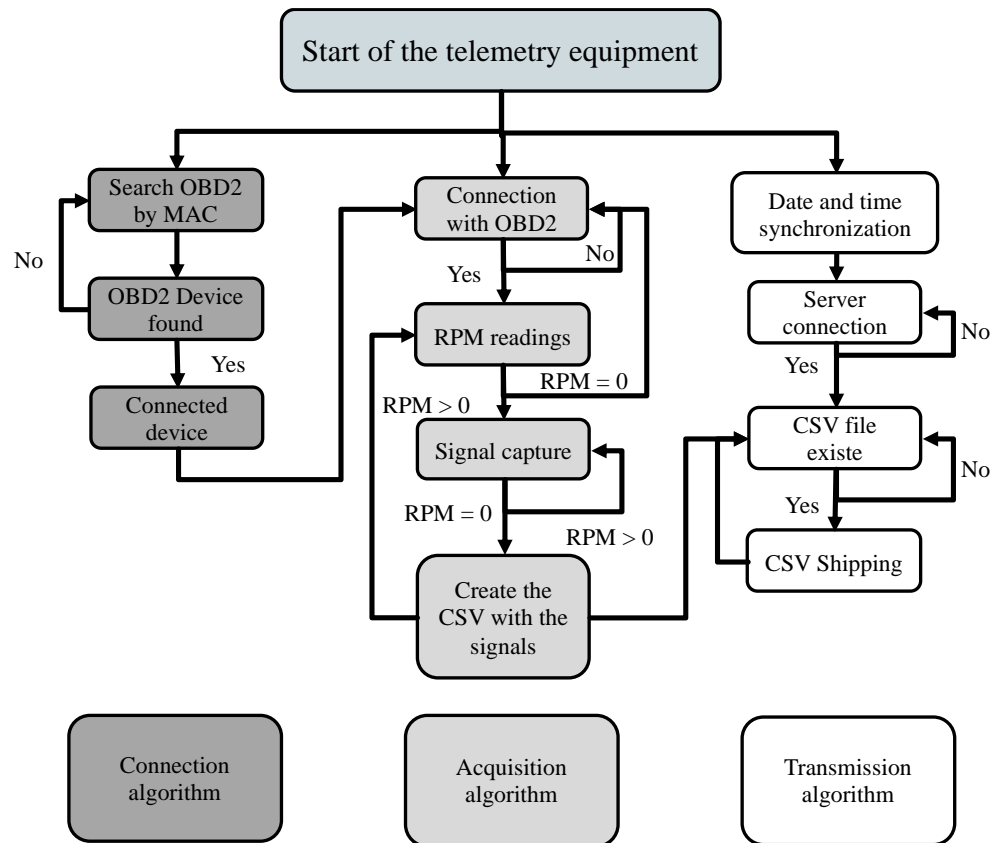 Start of the telemetry equipment
Search OBD2
by MAC
No
OBD2 Device
found
Yes
Connected
device
Connection
with OBD2
No
Yes
RPM readings
RPM = 0
RPM > 0
Signal capture
RPM = 0
RPM > 0
Create the
CSV with the
signals
Date and time
synchronization
Server
connection
No
Yes
CSV file
existe
No
Yes
CSV Shipping
Connection
algorithm
Acquisition
algorithm
Transmission
algorithm